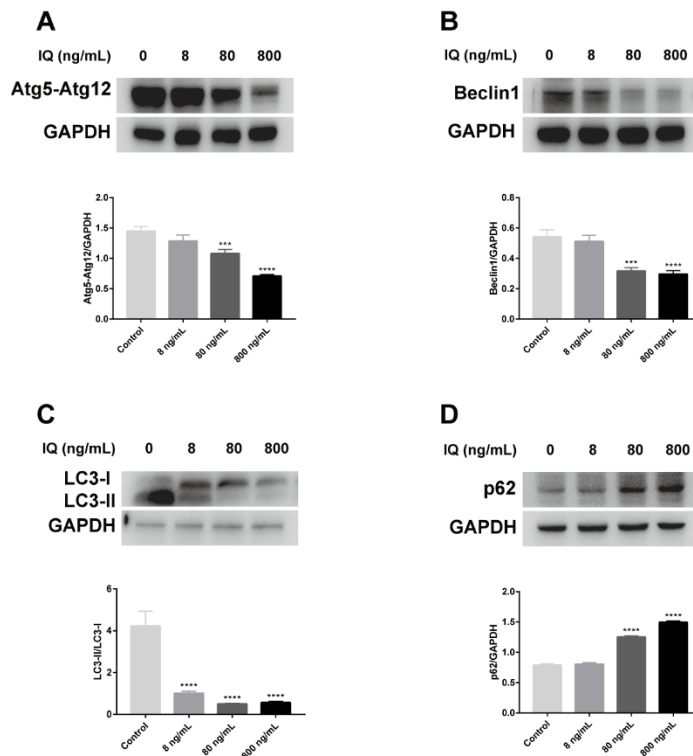 A
IQ (ng/mL) 0 8 80 800
Atg5-Atg12
GAPDH
Atg5-Atg12/GAPDH
2.0
1.5
1.0
0.5
0.0
***
****
Control
8 ng/mL
80 ng/mL
800 ng/mL
B
IQ (ng/mL) 0 8 80 800
Beclin1
GAPDH
Beclin1/GAPDH
0.8
0.6
0.4
0.2
0.0
***
****
Control
8 ng/mL
80 ng/mL
800 ng/mL
C
IQ (ng/mL) 0 8 80 800
LC3-I
LC3-II
GAPDH
LC3-II/LC3-I
6
4
2
0
****
****
****
Control
8 ng/mL
80 ng/mL
800 ng/mL
D
IQ (ng/mL) 0 8 80 800
p62
GAPDH
p62/GAPDH
2.0
1.5
1.0
0.5
0.0
****
****
Control
8 ng/mL
80 ng/mL
800 ng/mL